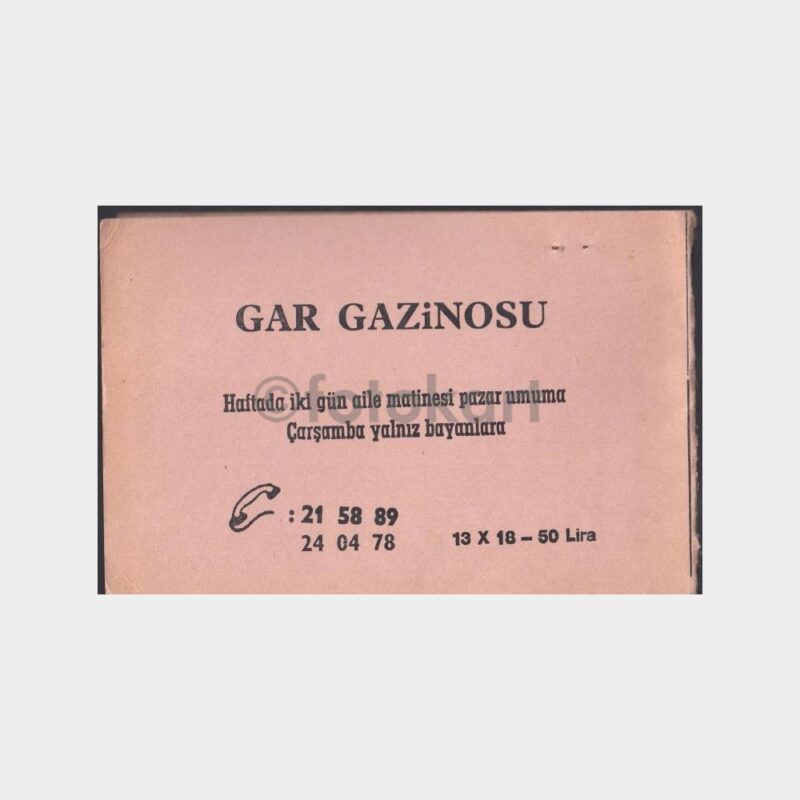 GAR GAZiNOSU
©fotokart
Haftada iki gün aile matinesi pazar umuma
Çarşamba yalnız bayanlara
: 21 58 89
24 04 78
13 X 18 – 50 Lira